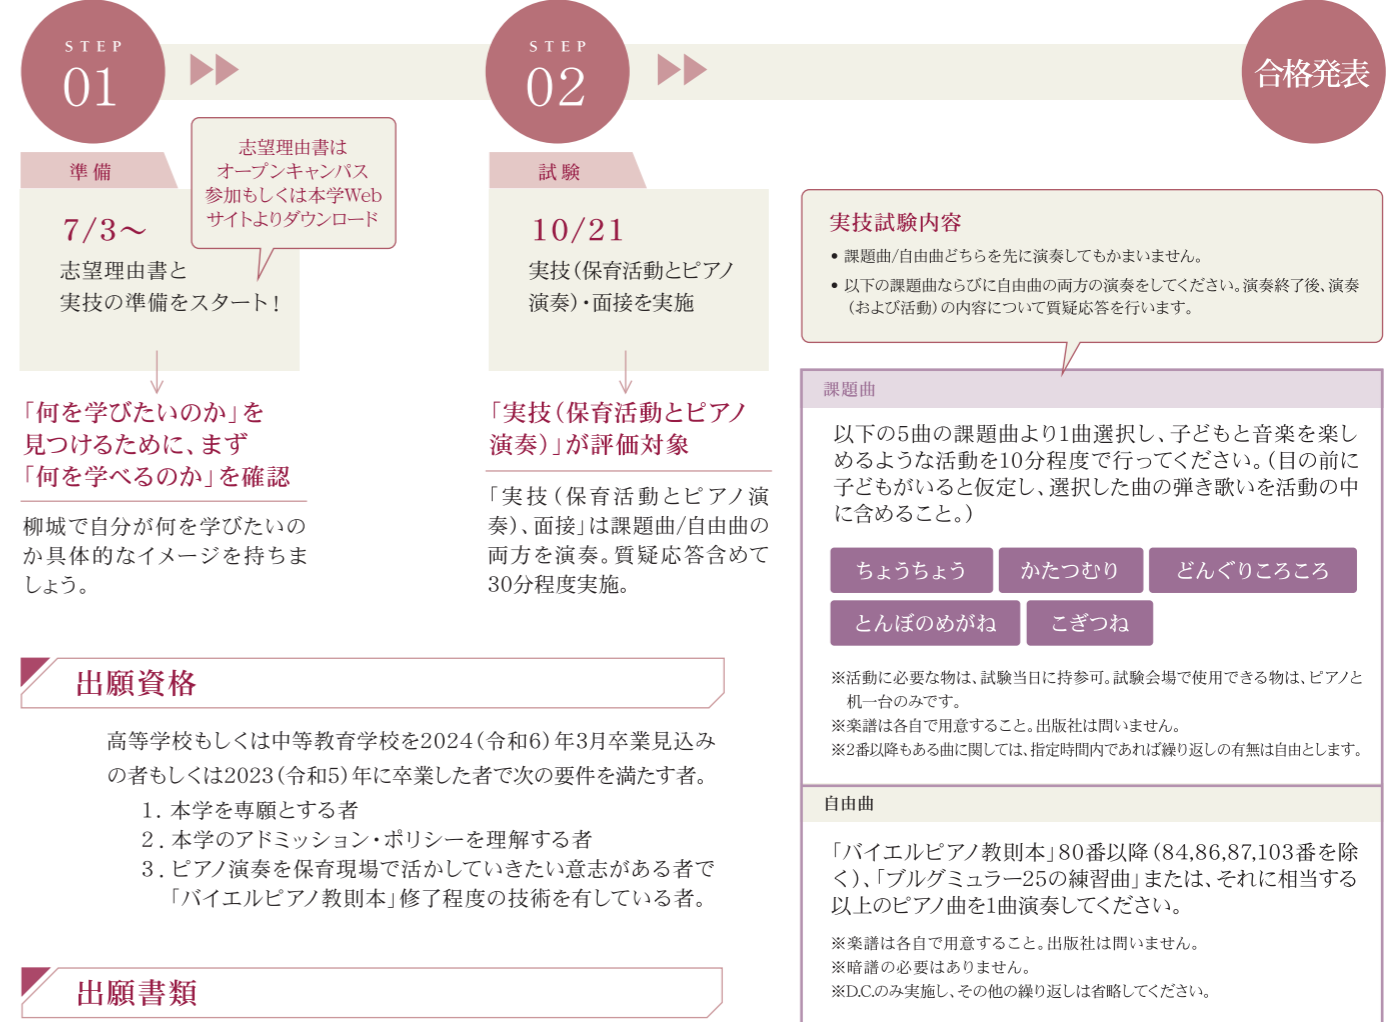 STEP
01
STEP
02
合格発表
準備
志望理由書は
オープンキャンパス
参加もしくは本学Web
サイトよりダウンロード
7/3～
志望理由書と
実技の準備をスタート！
「何を学びたいのか」を
見つけるために、まず
「何を学べるのか」を確認
柳城で自分が何を学びたいの
か具体的なイメージを持ちま
しょう。
試験
10/21
実技（保育活動とピアノ
演奏）・面接を実施
「実技（保育活動とピアノ
演奏）」が評価対象
「実技（保育活動とピアノ演
奏）、面接」は課題曲/自由曲の
両方を演奏。質疑応答含めて
30分程度実施。
実技試験内容
• 課題曲/自由曲どちらを先に演奏してもかまいません。
• 以下の課題曲ならびに自由曲の両方の演奏をしてください。演奏終了後、演奏
（および活動）の内容について質疑応答を行います。
課題曲
以下の5曲の課題曲より1曲選択し、子どもと音楽を楽し
めるような活動を10分程度で行ってください。（目の前に
子どもがいると仮定し、選択した曲の弾き歌いを活動の中
に含めること。）
ちょうちょう
かたつむり
どんぐりころころ
とんぼのめがね
こぎつね
※活動に必要な物は、試験当日に持参可。試験会場で使用できる物は、ピアノと
机一台のみです。
※楽譜は各自で用意すること。出版社は問いません。
※2番以降もある曲に関しては、指定時間内であれば繰り返しの有無は自由とします。
自由曲
「バイエルピアノ教則本」80番以降（84,86,87,103番を除
く）、「ブルグミュラー25の練習曲」または、それに相当する
以上のピアノ曲を1曲演奏してください。
※楽譜は各自で用意すること。出版社は問いません。
※暗譜の必要はありません。
※D.C.のみ実施し、その他の繰り返しは省略してください。
出願資格
高等学校もしくは中等教育学校を2024（令和6）年3月卒業見込み
の者もしくは2023（令和5）年に卒業した者で次の要件を満たす者。
1. 本学を専願とする者
2. 本学のアドミッション・ポリシーを理解する者
3. ピアノ演奏を保育現場で活かしていきたい意志がある者で
「バイエルピアノ教則本」修了程度の技術を有している者。
出願書類